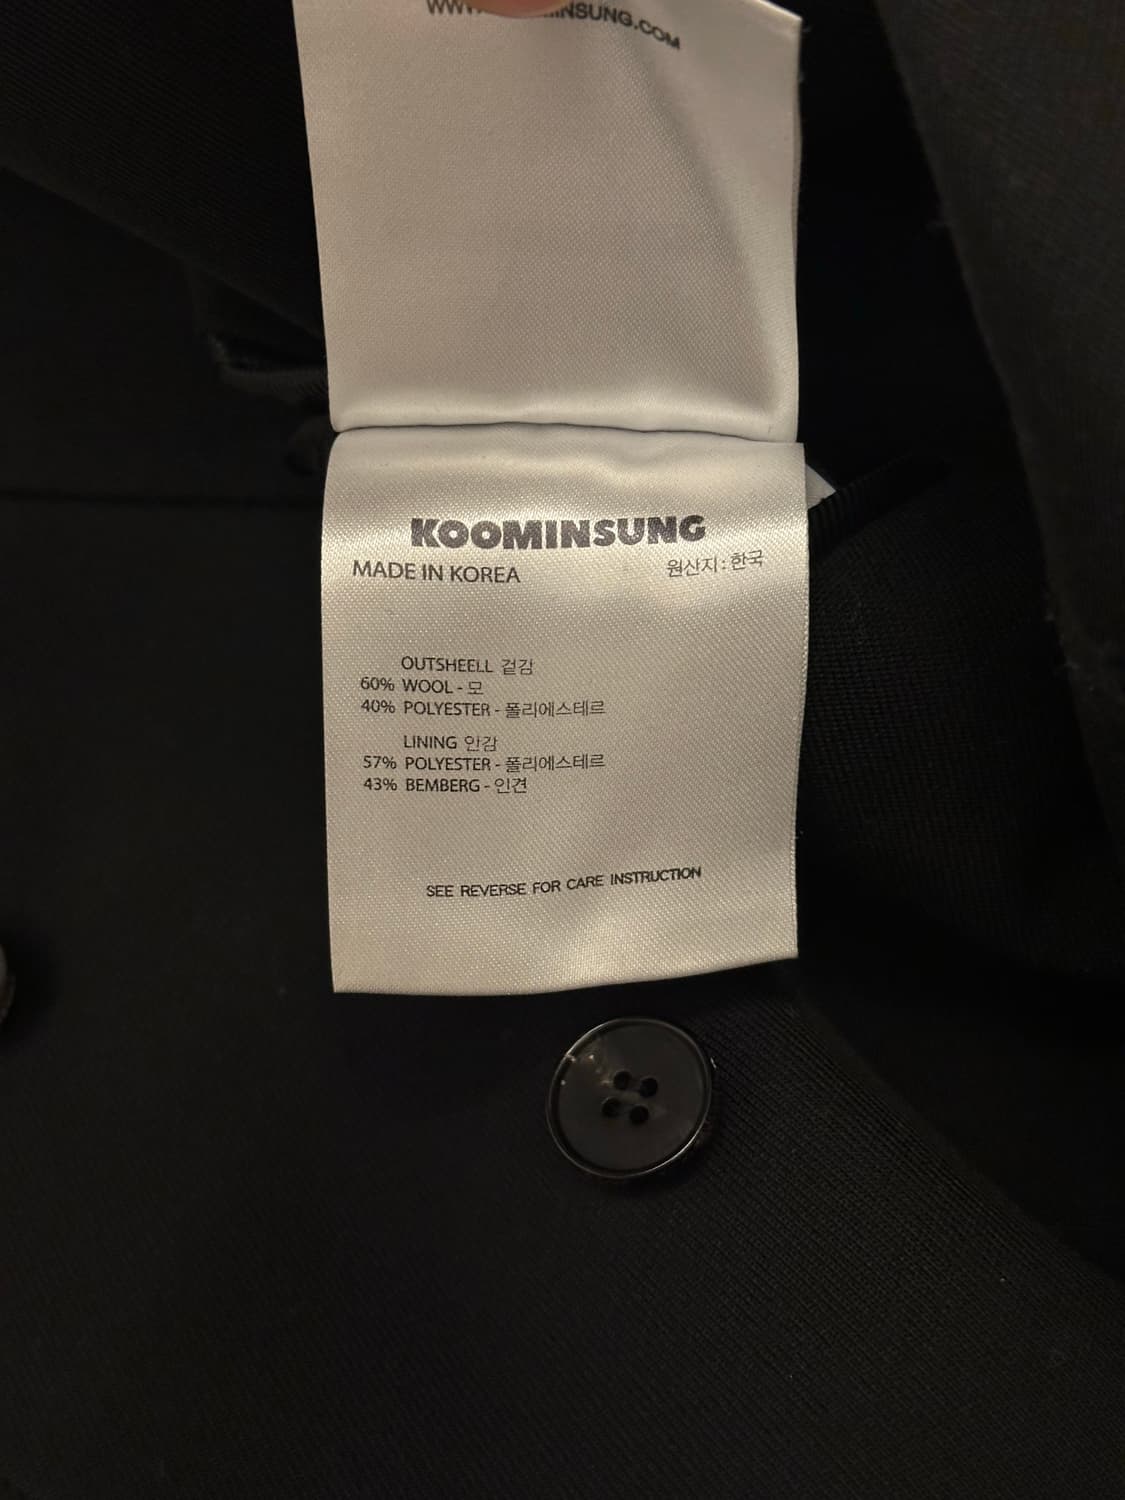 KOOMINSUNG
MADE IN KOREA 원산지 : 한국
OUTSHEELL 겉감
60% WOOL - 모
40% POLYESTER - 폴리에스테르
LINING 안감
57% POLYESTER - 폴리에스테르
43% BEMBERG - 인견
SEE REVERSE FOR CARE INSTRUCTION